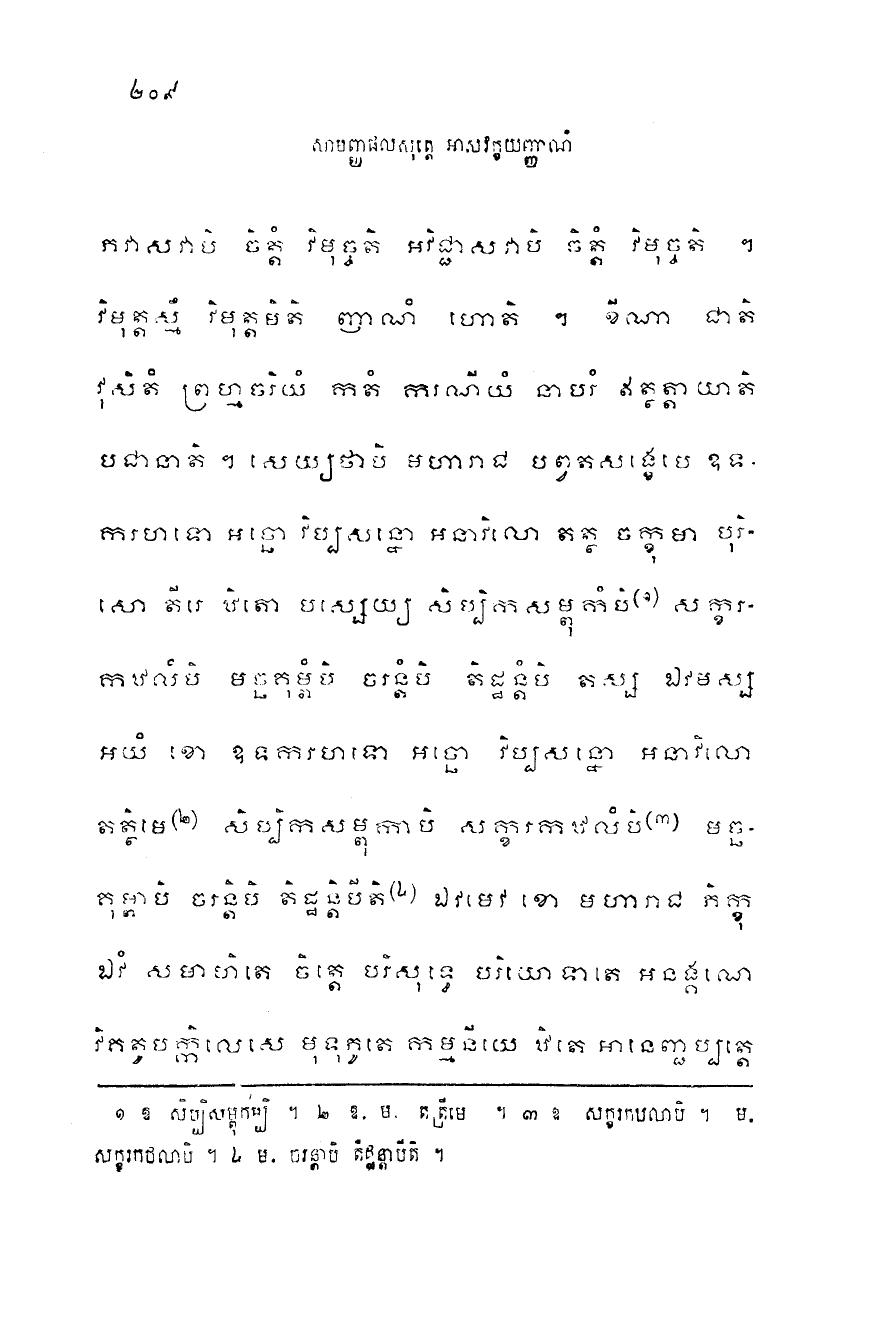 ២០៩
សាមញ្ញផលសុត្តេ អាសវក្ខយញ្ញាណំ
កវាសវាបិ ចិត្តំ វិមុច្ចតិ អវិជ្ជាសវាបិ ចិត្តំ វិមុច្ចតិ ។
វិមុត្តស្មឹ វិមុត្តមិតិ ញាណំ ហោតិ ។ ខីណា ជាតិ
វុសិតំ ព្រហ្មចរិយំ កតំ ករណីយំ នាបរំ ឥត្ថត្តាយាតិ
បជានាតិ ។ សេយ្យថាបិ មហារាជ បព្វតសង្ខេបេ ឧទ-
ករហទោ អច្ឆោ វិប្បសន្នោ អនាវិលោ តត្ថ ចក្ខុមា បុរិ-
សោ តីរេ ឋិតោ បស្សេយ្យ សិប្បិកសម្ពុកំបិ(១) សក្ខរ-
កឋលំបិ មច្ឆគុម្ពំបិ ចរន្តំបិ តិដ្ឋន្តំបិ តស្ស ឯវមស្ស
អយំ ខោ ឧទករហទោ អច្ឆោ វិប្បសន្នោ អនាវិលោ
តត្ថិមេ(២) សិប្បិកសម្ពុកាបិ សក្ខរកឋលំបិ(៣) មច្ឆ-
គុម្ពាបិ ចរន្តិបិ តិដ្ឋន្តិបីតិ(៤) ឯវមេវ ខោ មហារាជ ភិក្ខុ
ឯវំ សមាហិតេ ចិត្តេ បរិសុទ្ធេ បរិយោទាតេ អនង្គណេ
វិគតូបក្កិលេសេ មុទុភូតេ កម្មនីយេ ឋិតេ អានេញ្ជប្បត្តេ
១ ឧ សិប្បិសម្ពុកម្បិ ។ ២ ឧ. ម. តត្រីមេ ។ ៣ ឧ សក្ខរកឋលាបិ ។ ម.
សក្ខរកថលាបិ ។ ៤ ម. ចរន្តាបិ តិដ្ឋន្តាបីតិ ។